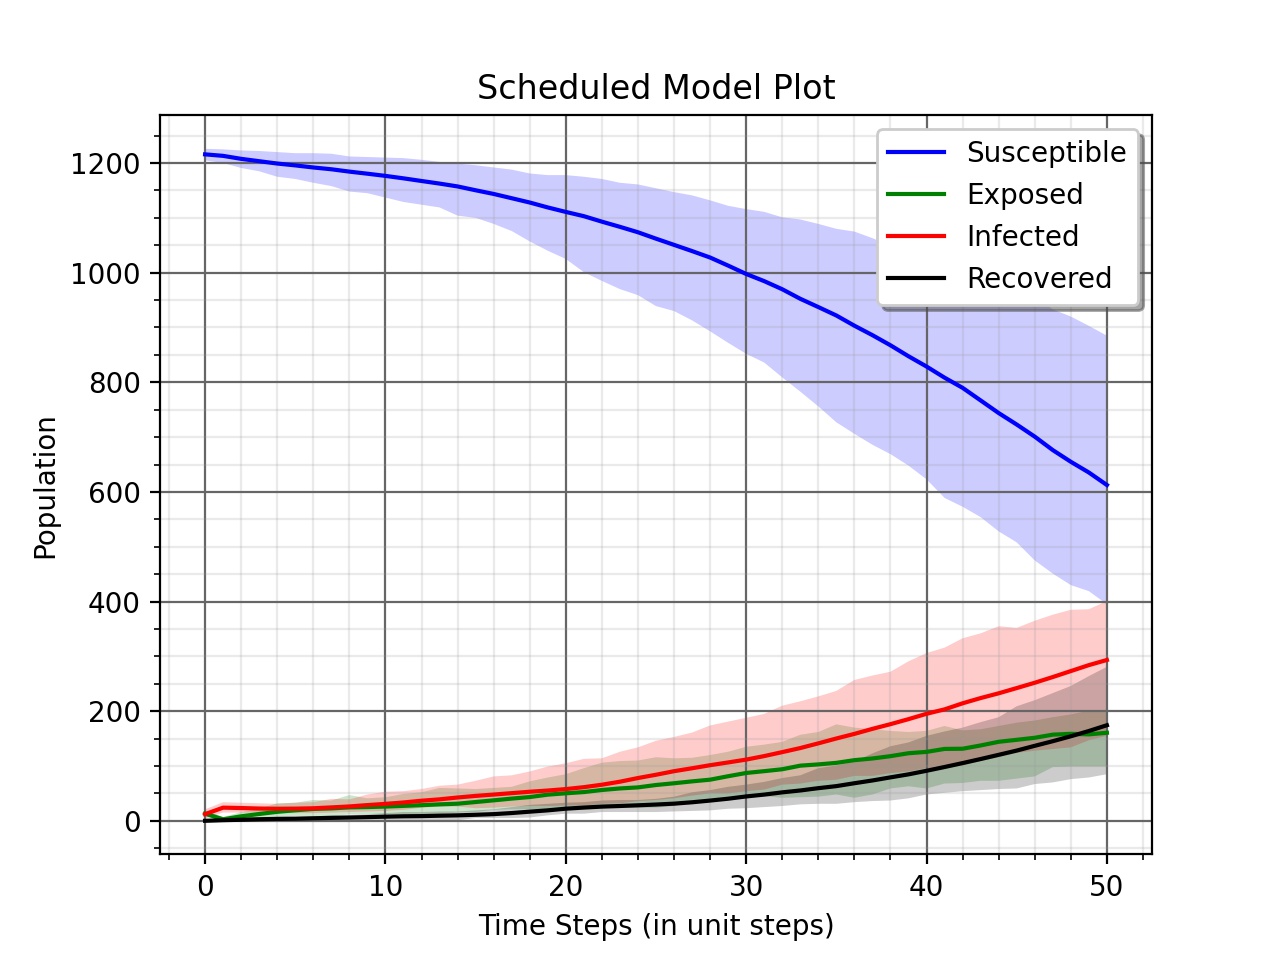 Scheduled Model Plot
Susceptible
Exposed
Infected
Recovered
1200
1000
800
600
400
200
0
Population
0 10 20 30 40 50
Time Steps (in unit steps)